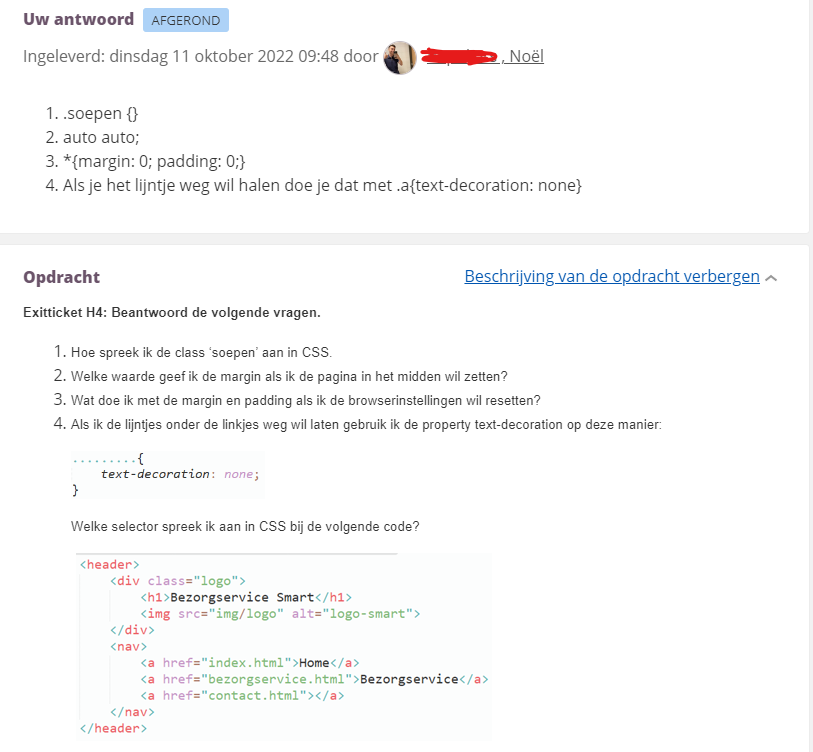 Uw antwoord AFGEROND
Ingeleverd: dinsdag 11 oktober 2022 09:48 door , Noël
1. .soepen {}
2. auto auto;
3. *{margin: 0; padding: 0;}
4. Als je het lijntje weg wil halen doe je dat met .a{text-decoration: none}
Opdracht Beschrijving van de opdracht verbergen
Exitticket H4: Beantwoord de volgende vragen.
1. Hoe spreek ik de class ‘soepen’ aan in CSS.
2. Welke waarde geef ik de margin als ik de pagina in het midden wil zetten?
3. Wat doe ik met de margin en padding als ik de browserinstellingen wil resetten?
4. Als ik de lijntjes onder de linkjes weg wil laten gebruik ik de property text-decoration op deze manier:
.........{
text-decoration: none;
}
Welke selector spreek ik aan in CSS bij de volgende code?
<header>
<div class="logo">
<h1>Bezorgservice Smart</h1>
<img src="img/logo" alt="logo-smart">
</div>
<nav>
<a href="index.html">Home</a>
<a href="bezorgservice.html">Bezorgservice</a>
<a href="contact.html"></a>
</nav>
</header>